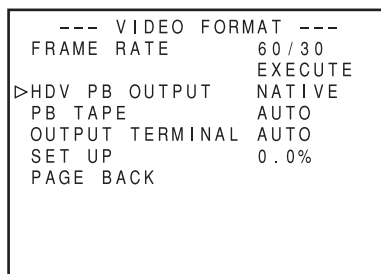 --- VIDEO FORMAT ---
FRAME RATE 60/30
EXECUTE
▷HDV PB OUTPUT NATIVE
PB TAPE AUTO
OUTPUT TERMINAL AUTO
SET UP 0.0%
PAGE BACK